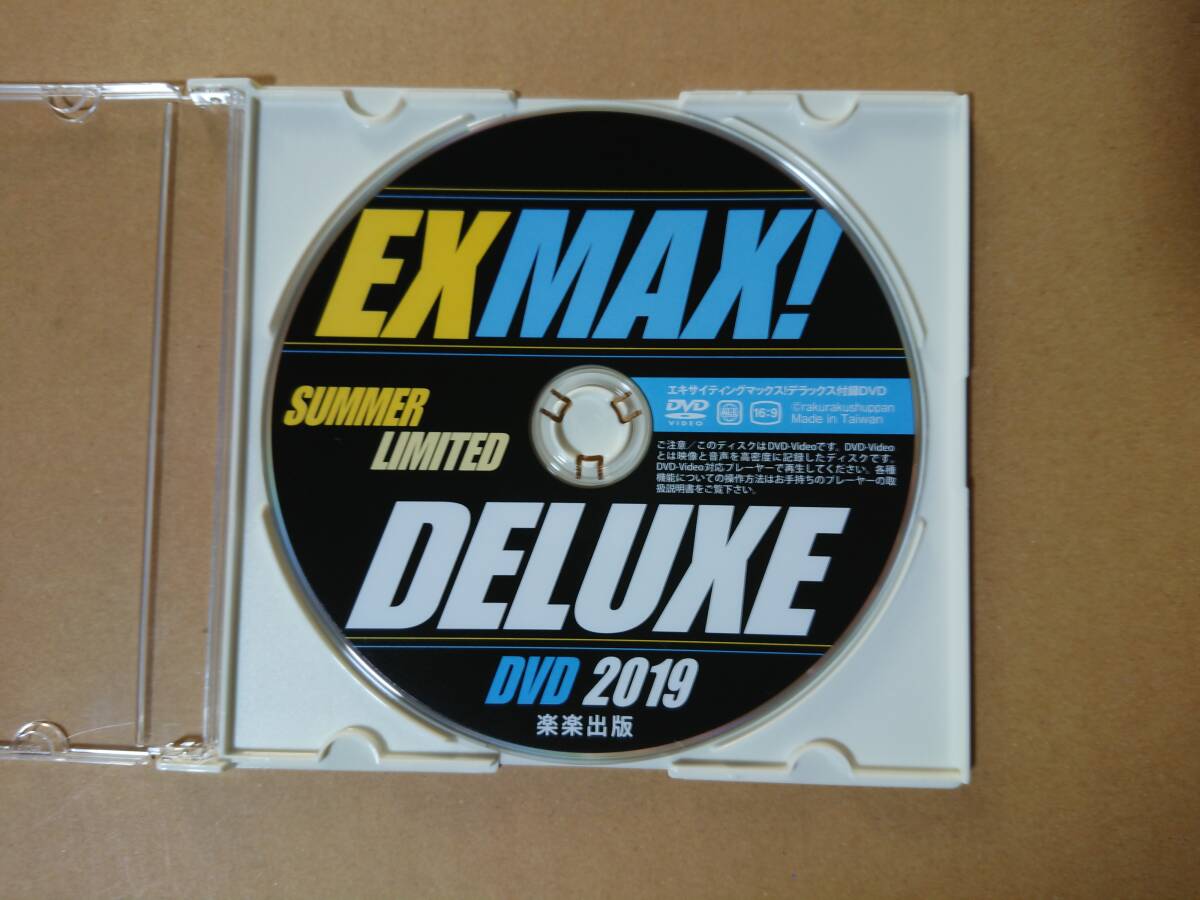 EXMAX!
SUMMER
LIMITED
エキサイティングマックス!デラックス付録DVD
DVD
VIDEO
ALL
16:9
©rakurakushuppan
Made in Taiwan
ご注意／このディスクはDVD-Videoです。DVD-Video
とは映像と音声を高密度に記録したディスクです。
DVD-Video対応プレーヤーで再生してください。各種
機能についての操作方法はお手持ちのプレーヤーの取
扱説明書をご覧下さい。
DELUXE
DVD 2019
楽楽出版